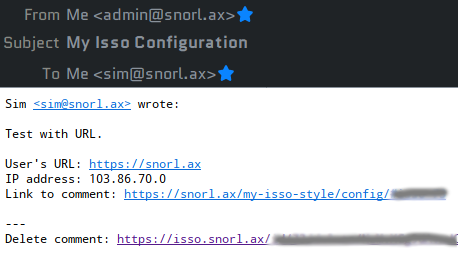 From Me <admin@snorl.ax>
Subject My Isso Configuration
To Me <sim@snorl.ax>
Sim <sim@snorl.ax> wrote:
Test with URL.
User's URL: https://snorl.ax
IP address: 103.86.70.0
Link to comment: https://snorl.ax/my-isso-style/config/
---
Delete comment: https://isso.snorl.ax/